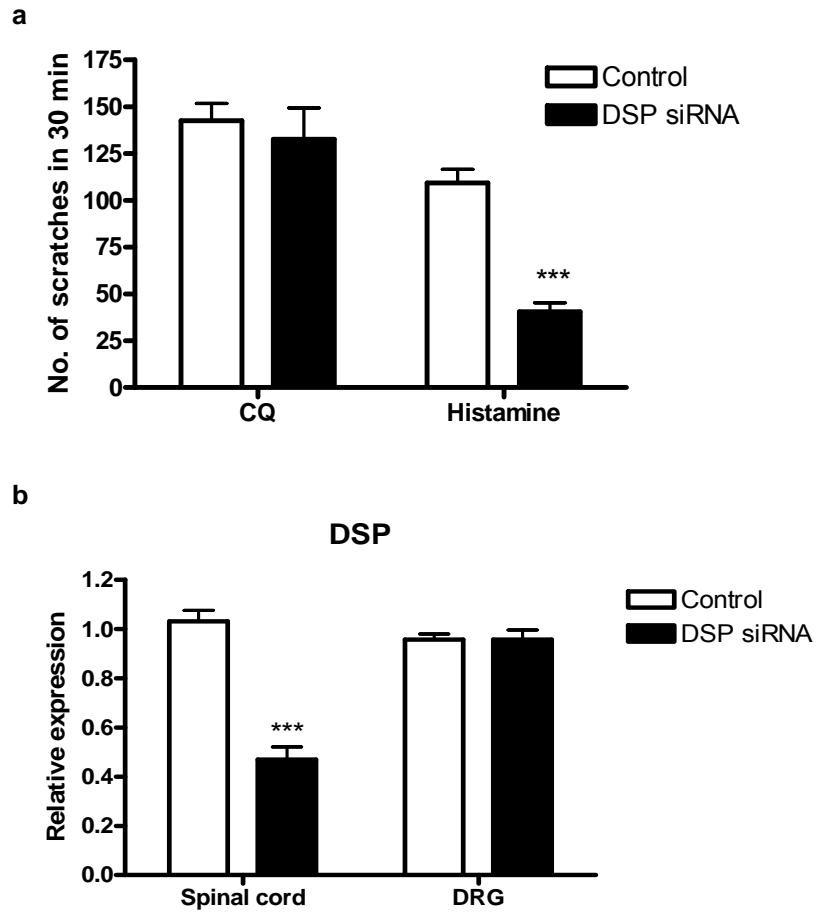 a
No. of scratches in 30 min
175
150
125
100
75
50
25
0
Control
DSP siRNA
***
CQ
Histamine
b
DSP
Relative expression
1.2
1.0
0.8
0.6
0.4
0.2
0.0
Control
DSP siRNA
***
Spinal cord
DRG